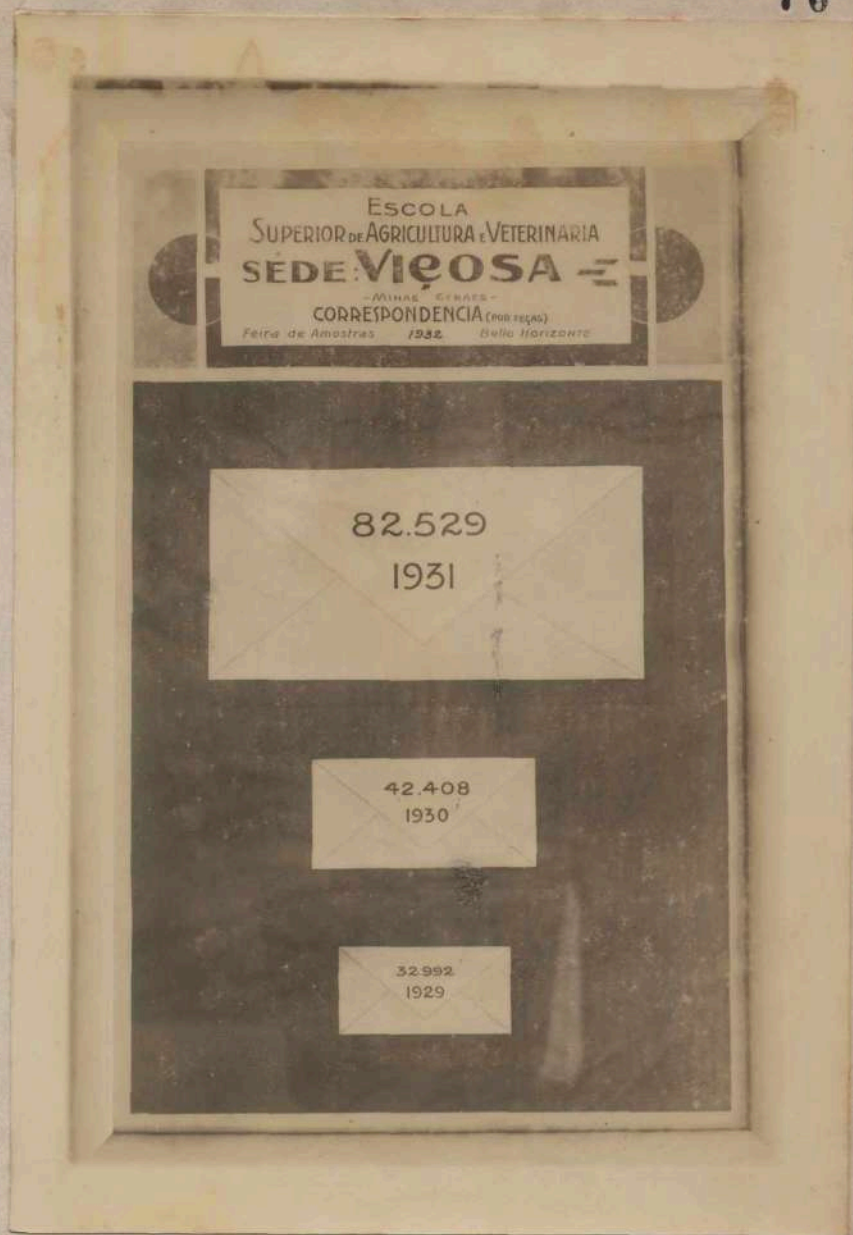 ESCOLA
SUPERIOR DE AGRICULTURA E VETERINARIA
SÉDE: VIÇOSA
-MINAS GERAES-
CORRESPONDENCIA (POR PEÇAS)
Feira de Amostras 1932 Bello Horizonte
82.529
1931
42.408
1930
32.992
1929